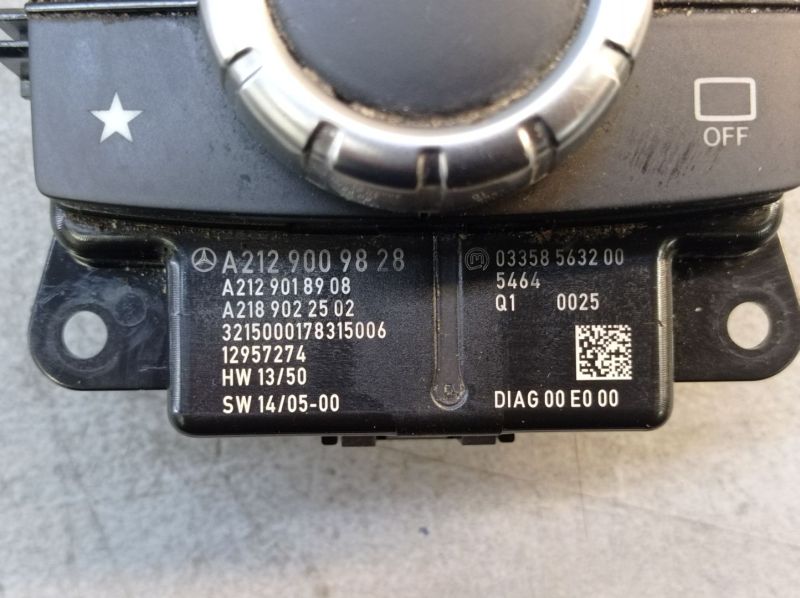 OFF
A212 900 98 28
A212 901 89 08
A218 902 25 02
3215000178315006
12957274
HW 13/50
SW 14/05-00
03358 5632 00
5464
Q1 0025
DIAG 00 E0 00